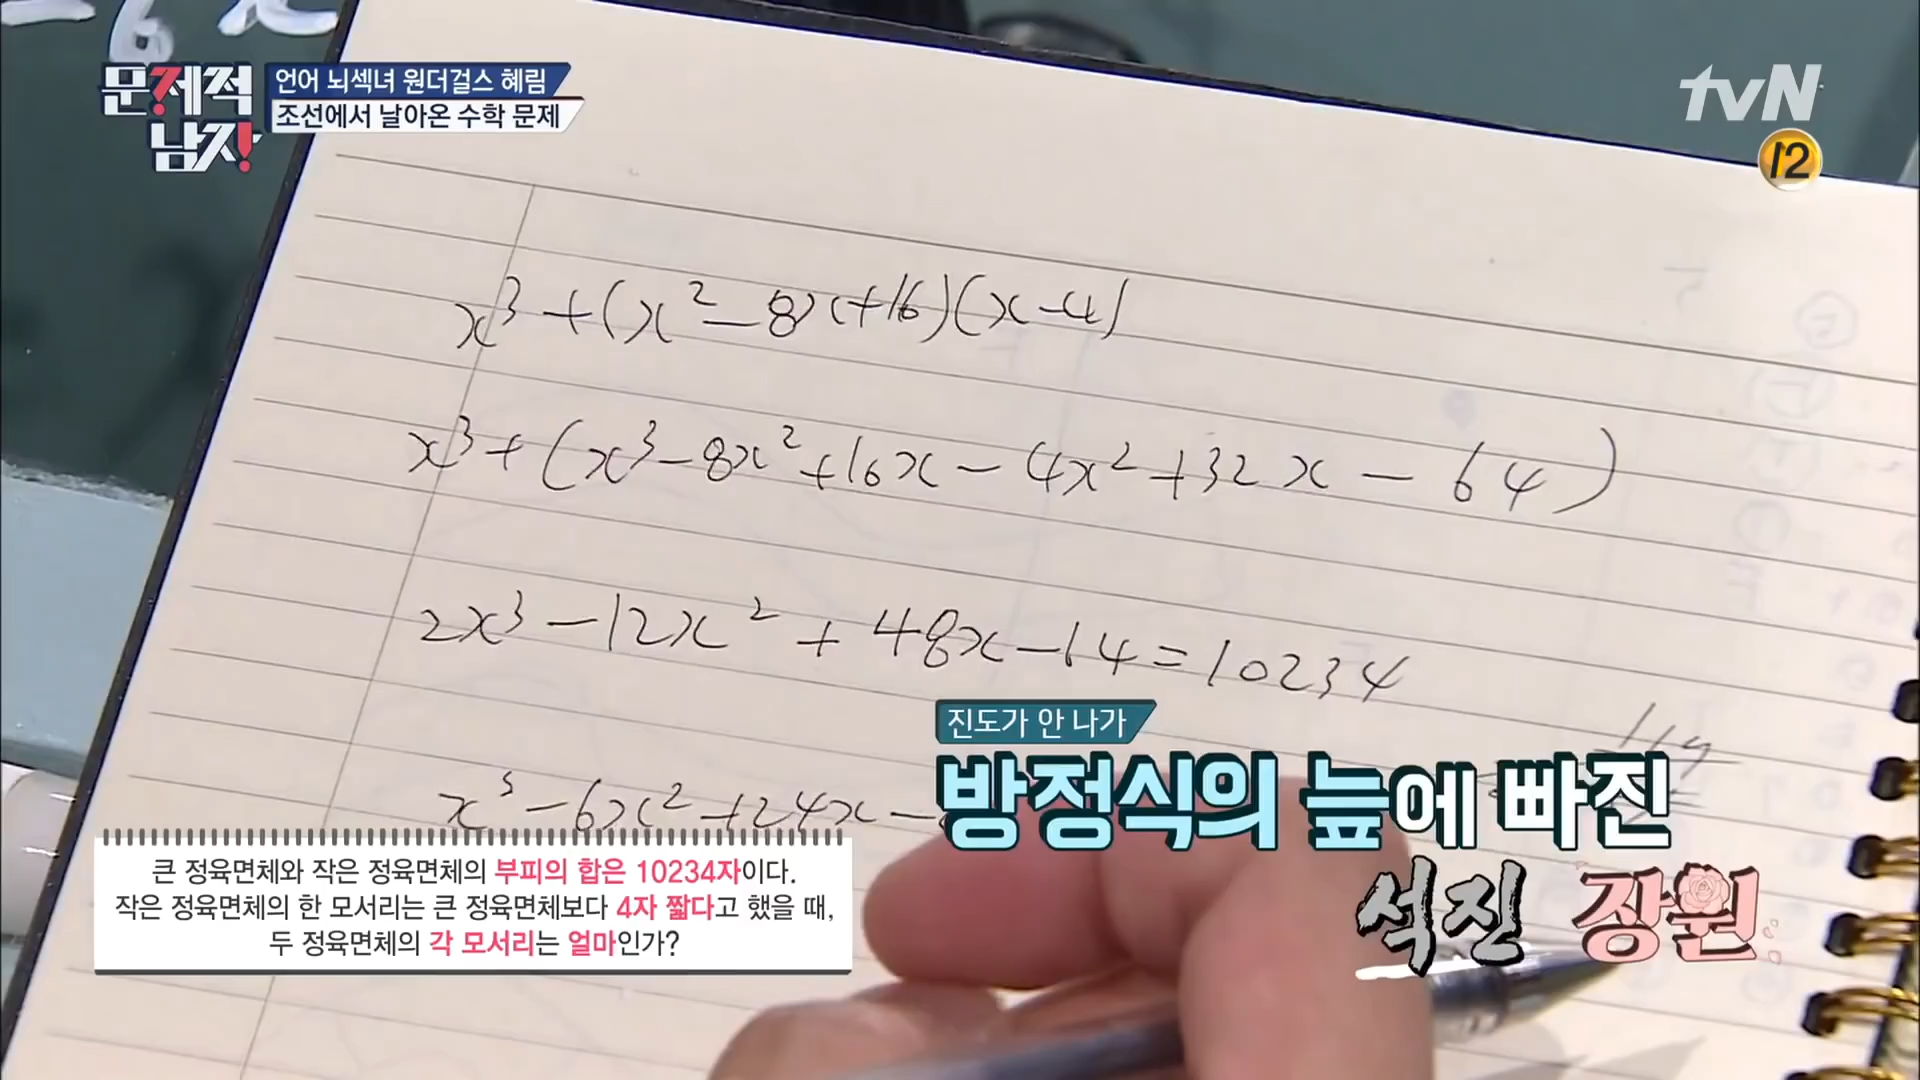 문제적
남자
언어 뇌섹녀 원더걸스 혜림
조선에서 날아온 수학 문제
tvN
12
x³+(x²-8x+16)(x-4)
x³+(x³-8x²+16x-4x²+32x-64)
2x³-12x²+48x-14=10234
x³-6x²+24x-
진도가 안 나가
방정식의 늪에 빠진
석진 장원
큰 정육면체와 작은 정육면체의 부피의 합은 10234자이다.
작은 정육면체의 한 모서리는 큰 정육면체보다 4자 짧다고 했을 때,
두 정육면체의 각 모서리는 얼마인가?